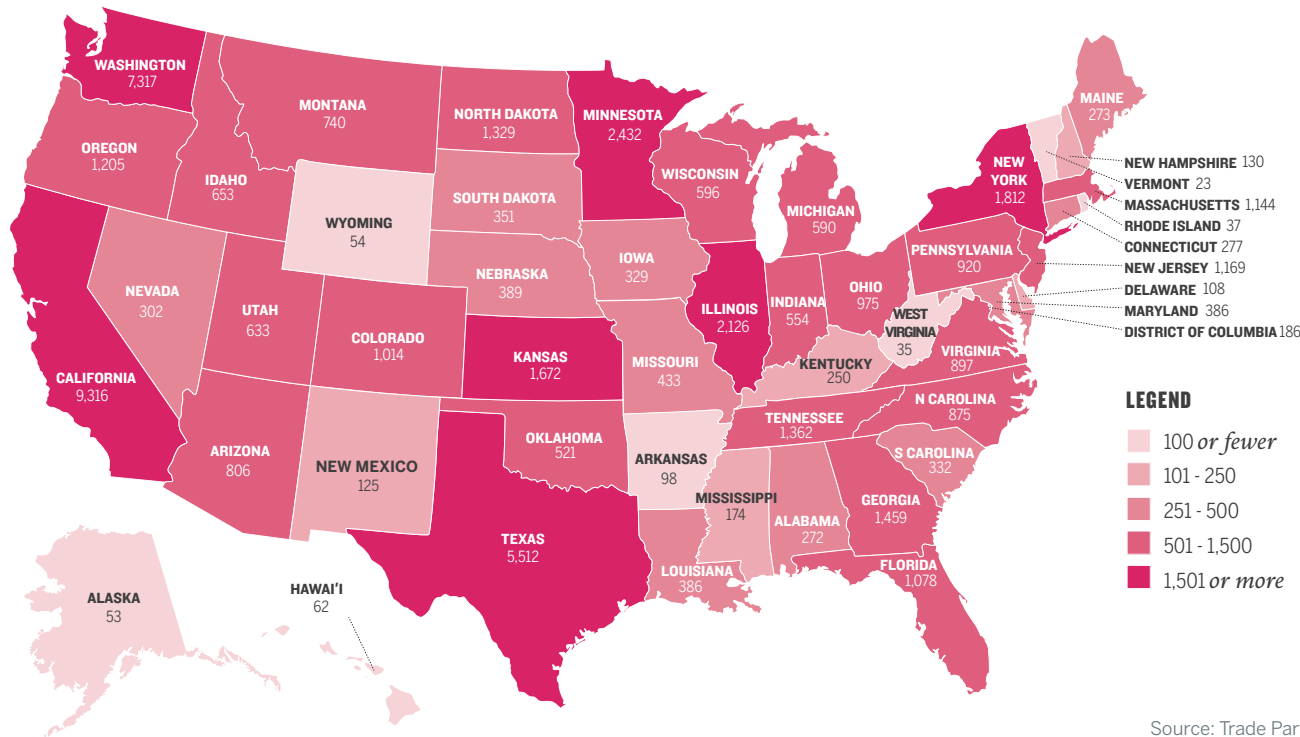 WASHINGTON
7,317
OREGON
1,205
CALIFORNIA
9,316
NEVADA
302
IDAHO
653
MONTANA
740
WYOMING
54
UTAH
633
ARIZONA
806
COLORADO
1,014
NEW MEXICO
125
NORTH DAKOTA
1,329
SOUTH DAKOTA
351
NEBRASKA
389
KANSAS
1,672
OKLAHOMA
521
TEXAS
5,512
MINNESOTA
2,432
IOWA
329
MISSOURI
433
ARKANSAS
98
LOUISIANA
386
WISCONSIN
596
ILLINOIS
2,126
MICHIGAN
590
INDIANA
554
OHIO
975
KENTUCKY
250
TENNESSEE
1,362
MISSISSIPPI
174
ALABAMA
272
GEORGIA
1,459
FLORIDA
1,078
S CAROLINA
332
N CAROLINA
875
VIRGINIA
897
WEST
VIRGINIA
35
PENNSYLVANIA
920
NEW
YORK
1,812
MAINE
273
NEW HAMPSHIRE 130
VERMONT 23
MASSACHUSETTS 1,144
RHODE ISLAND 37
CONNECTICUT 277
NEW JERSEY 1,169
DELAWARE 108
MARYLAND 386
DISTRICT OF COLUMBIA 186
ALASKA
53
HAWAI'I
62
LEGEND
100 or fewer
101 - 250
251 - 500
501 - 1,500
1,501 or more
Source: Trade Par